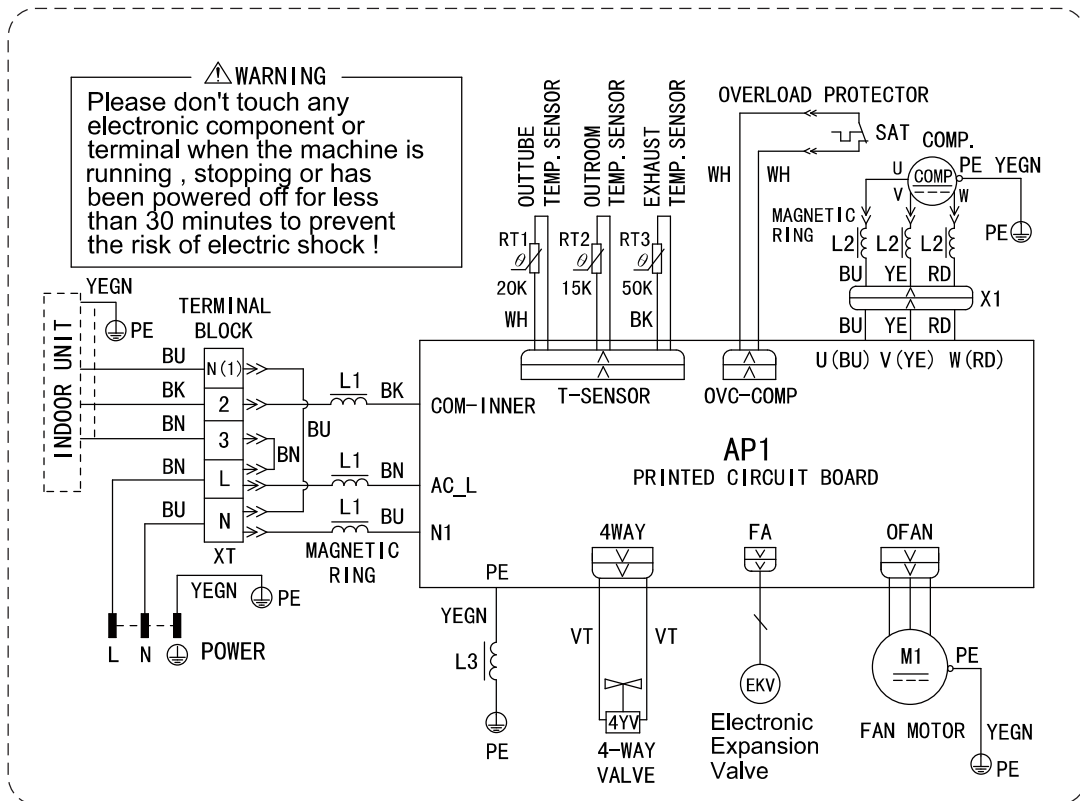 WARNING
Please don't touch any
electronic component or
terminal when the machine is
running , stopping or has
been powered off for less
than 30 minutes to prevent
the risk of electric shock !
OUTTUBE
TEMP. SENSOR
OUTROOM
TEMP. SENSOR
EXHAUST
TEMP. SENSOR
RT1
θ
20K
WH
RT2
θ
15K
RT3
θ
50K
BK
OVERLOAD PROTECTOR
SAT
WH
WH
COMP.
COMP
U
V
W
PE
YEGN
PE
MAGNETIC
RING
L2
L2
L2
BU
YE
RD
X1
BU
YE
RD
U(BU)
V(YE)
W(RD)
INDOOR UNIT
YEGN
PE
TERMINAL
BLOCK
BU
N(1)
BK
2
BN
3
BN
L
BU
N
XT
BU
BN
L1
BK
L1
BN
L1
BU
MAGNETIC
RING
YEGN
PE
L
N
POWER
T-SENSOR
OVC-COMP
COM-INNER
AC_L
N1
AP1
PRINTED CIRCUIT BOARD
PE
4WAY
FA
OFAN
YEGN
L3
PE
VT
VT
4YV
4-WAY
VALVE
EKV
Electronic
Expansion
Valve
M1
PE
FAN MOTOR
YEGN
PE